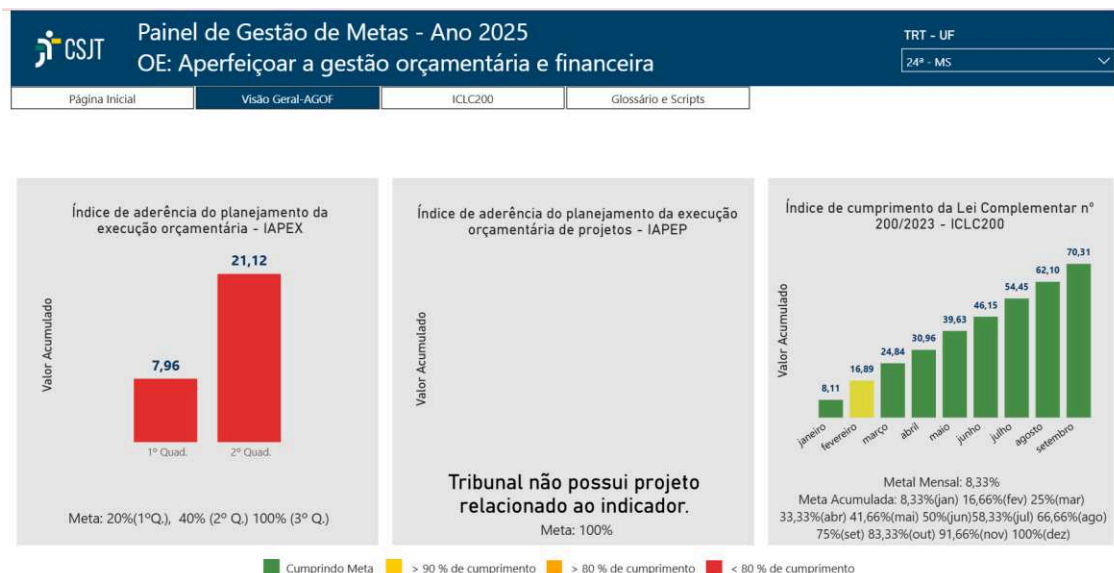 CSJT
Painel de Gestão de Metas - Ano 2025
OE: Aperfeiçoar a gestão orçamentária e financeira
TRT - UF
24ª - MS
Página Inicial
Visão Geral-AGOF
ICLC200
Glossário e Scripts
Índice de aderência do planejamento da
execução orçamentária - IAPEX
Valor Acumulado
7,96
21,12
1º Quad.
2º Quad.
Meta: 20%(1ºQ.), 40% (2º Q.) 100% (3º Q.)
Índice de aderência do planejamento da execução
orçamentária de projetos - IAPEP
Valor Acumulado
Tribunal não possui projeto
relacionado ao indicador.
Meta: 100%
Índice de cumprimento da Lei Complementar nº
200/2023 - ICLC200
Valor Acumulado
8,11
16,89
24,84
30,96
39,63
46,15
54,45
62,10
70,31
janeiro
fevereiro
março
abril
maio
junho
julho
agosto
setembro
Metal Mensal: 8,33%
Meta Acumulada: 8,33%(jan) 16,66%(fev) 25%(mar)
33,33%(abr) 41,66%(mai) 50%(jun)58,33%(jul) 66,66%(ago)
75%(set) 83,33%(out) 91,66%(nov) 100%(dez)
Cumprindo Meta
> 90 % de cumprimento
> 80 % de cumprimento
< 80 % de cumprimento